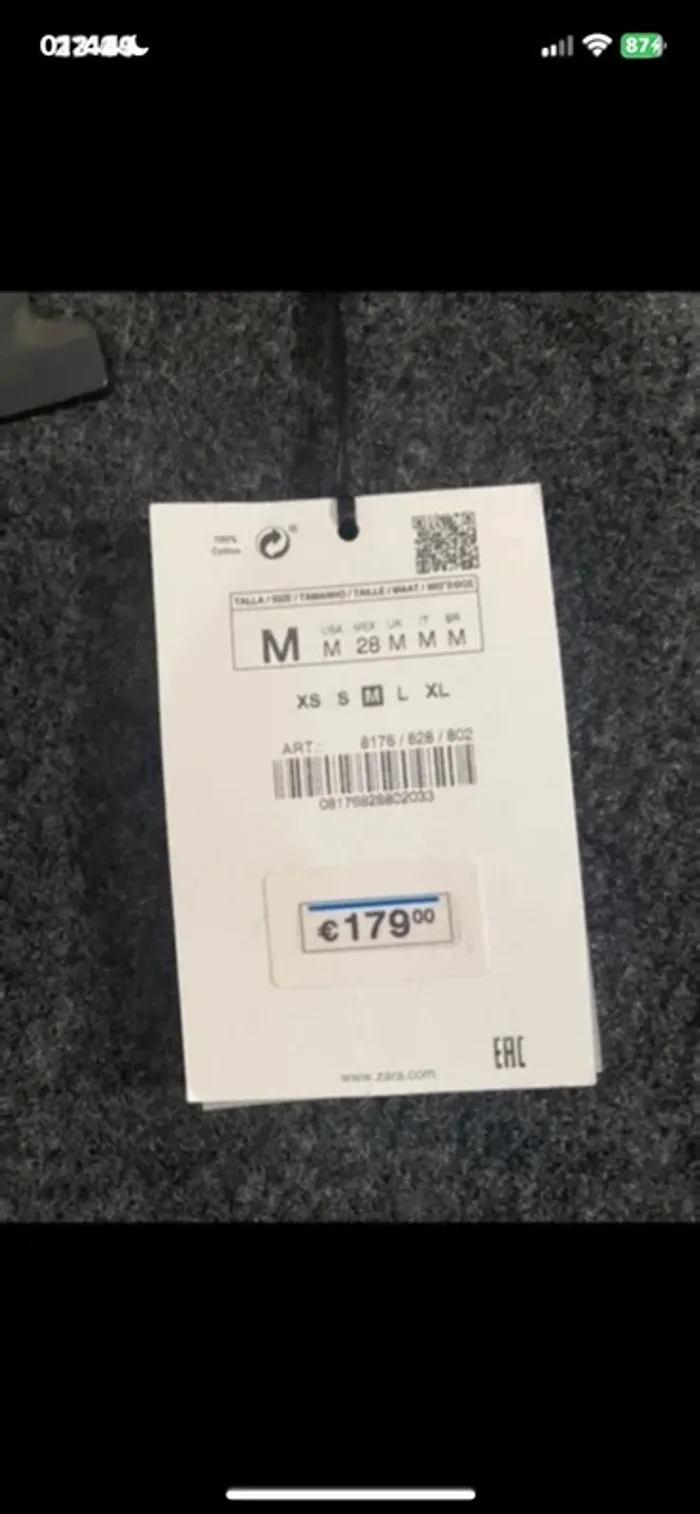 87
100%
Cotton
TALLA / SIZE / TAMANHO / TAILLE / MAAT /
USA MEX UK IT BR
M M 28 M M M
XS S M L XL
ART.: 8176 / 828 / 802
08176828802033
€179⁰⁰
EAC
www.zara.com